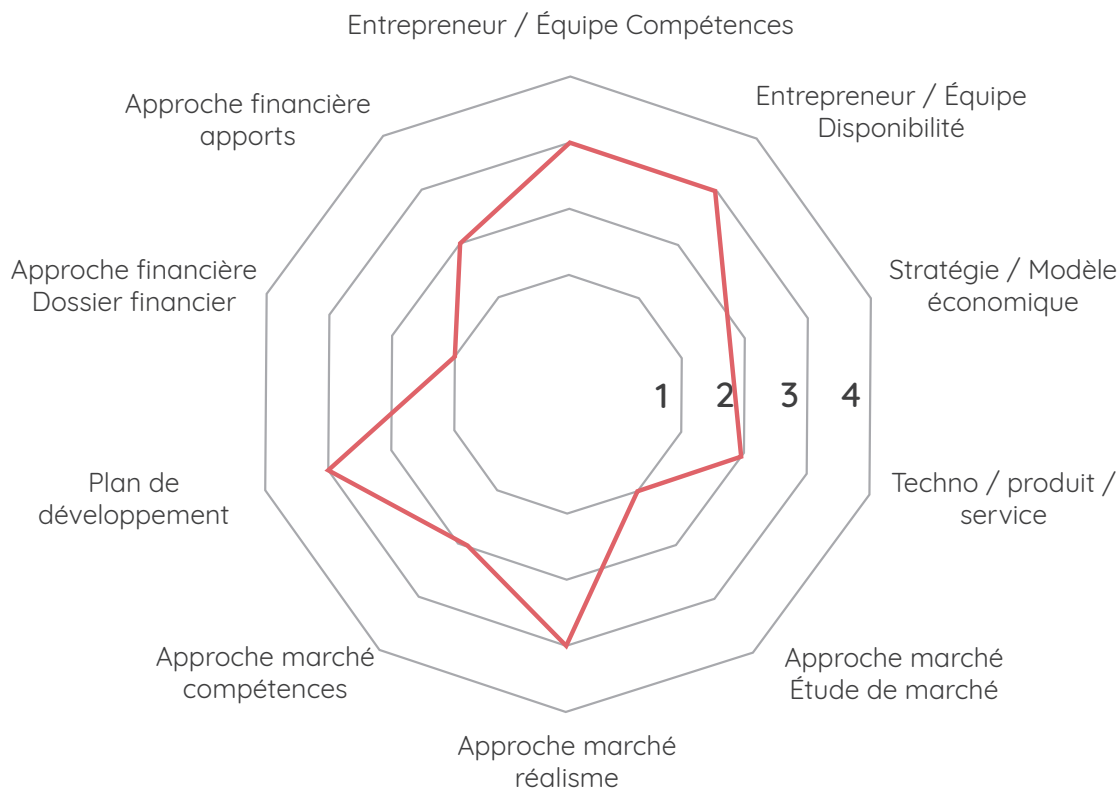 Entrepreneur / Équipe Compétences
Entrepreneur / Équipe
Disponibilité
Stratégie / Modèle
économique
Techno / produit /
service
Approche marché
Étude de marché
Approche marché
réalisme
Approche marché
compétences
Plan de
développement
Approche financière
Dossier financier
Approche financière
apports
1 2 3 4